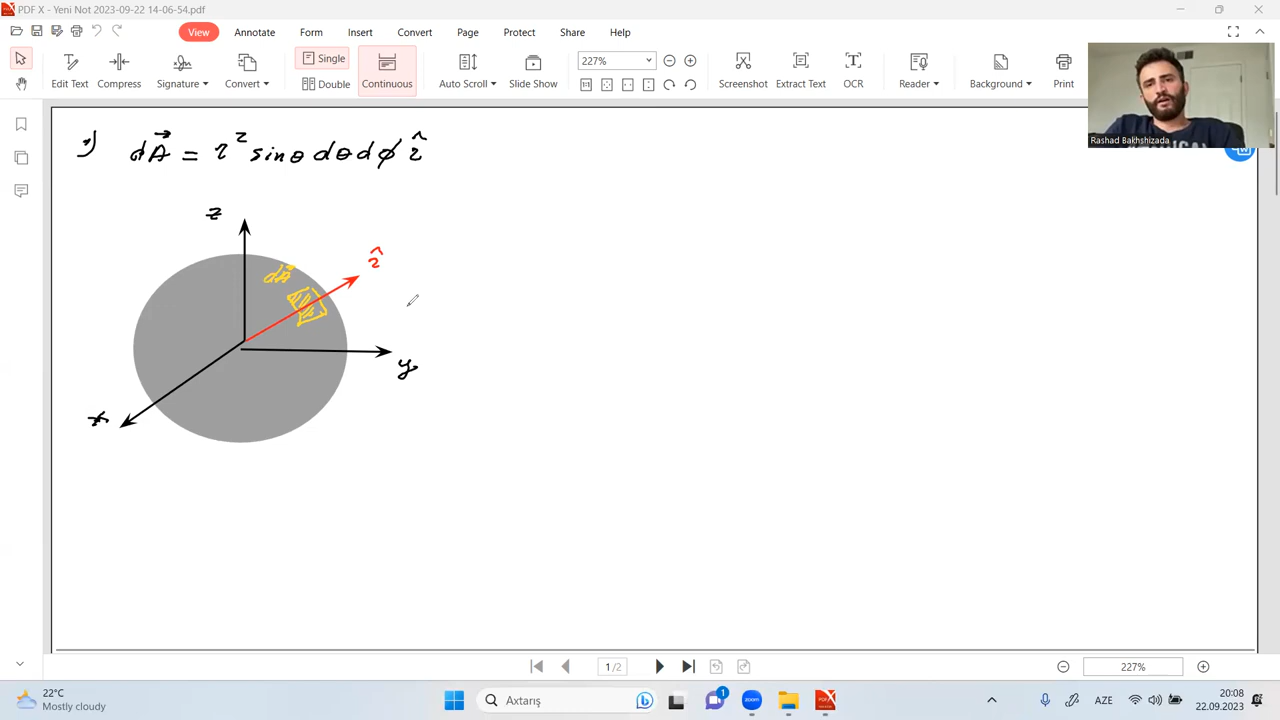 PDF X - Yeni Not 2023-09-22 14-06-54.pdf
View Annotate Form Insert Convert Page Protect Share Help
Edit Text Compress Signature Convert Single Double Continuous Auto Scroll Slide Show 227% Screenshot Extract Text OCR Reader Background Print
Rashad Bakhshizada
1) dA⃗ = r² sinθ dθ dϕ r̂
z
r̂
dA⃗
y
x
1/2
227%
22°C
Mostly cloudy
Axtarış
zoom
1
AZE
20:08
22.09.2023